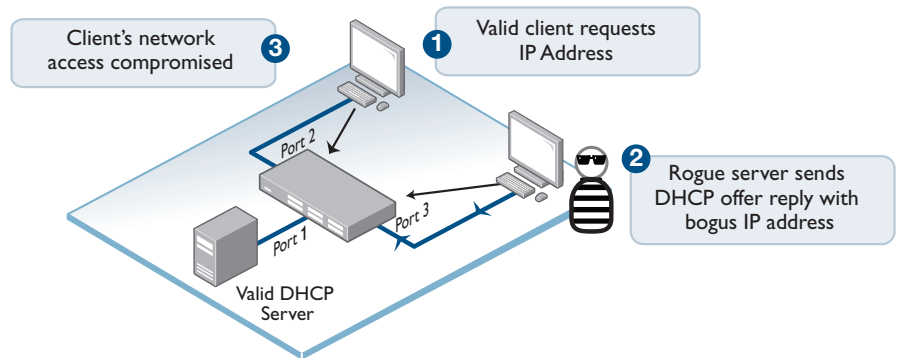 Client's network
access compromised
3
1
Valid client requests
IP Address
2
Rogue server sends
DHCP offer reply with
bogus IP address
Port 2
Port 3
Port 1
Valid DHCP
Server